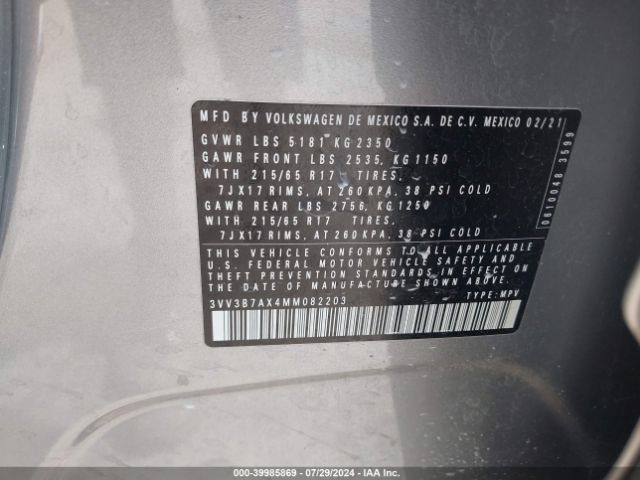 MFD BY VOLKSWAGEN DE MEXICO S.A. DE C.V. MEXICO 02/21
GVWR LBS 5181 KG 2350
GAWR FRONT LBS 2535, KG 1150
WITH 215/65 R17 TIRES,
7JX17 RIMS, AT 260 KPA, 38 PSI COLD
GAWR REAR LBS 2756, KG 1250
WITH 215/65 R17 TIRES,
7JX17 RIMS, AT 260 KPA, 38 PSI COLD
THIS VEHICLE CONFORMS TO ALL APPLICABLE
U.S. FEDERAL MOTOR VEHICLE SAFETY AND
THEFT PREVENTION STANDARDS IN EFFECT ON
THE DATE OF MANUFACTURE SHOWN ABOVE.
3VV3B7AX4MM082203 TYPE: MPV
0610048 3599
000-39985869 | 07/29/2024 | IAA Inc.